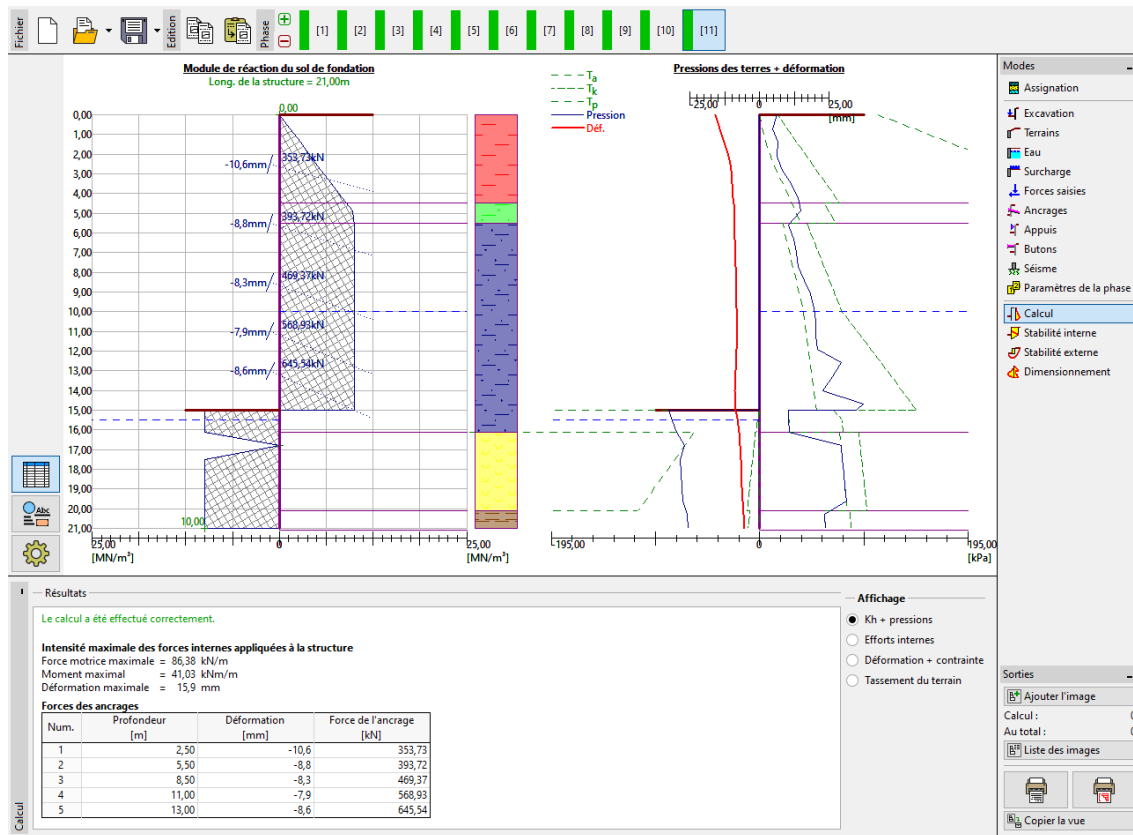 Fichier
Edition
Phase
[1] [2] [3] [4] [5] [6] [7] [8] [9] [10] [11]
Module de réaction du sol de fondation
Long. de la structure = 21,00m
0,00
0,00
1,00
2,00
3,00
4,00
5,00
6,00
7,00
8,00
9,00
10,00
11,00
12,00
13,00
14,00
15,00
16,00
17,00
18,00
19,00
20,00
21,00
-10,6mm 353,73kN
-8,8mm 393,72kN
-8,3mm 469,37kN
-7,9mm 568,93kN
-8,6mm 645,54kN
10,00
25,00 0 25,00
[MN/m³] [MN/m³]
Pressions des terres + déformation
Ta
Tk
Tp
Pression
Déf.
-25,00 0 25,00
[mm]
-195,00 0 195,00
[kPa]
Modes
Assignation
Excavation
Terrains
Eau
Surcharge
Forces saisies
Ancrages
Appuis
Butons
Séisme
Paramètres de la phase
Calcul
Stabilité interne
Stabilité externe
Dimensionnement
Abc
Calcul
Résultats
Le calcul a été effectué correctement.
Intensité maximale des forces internes appliquées à la structure
Force motrice maximale = 86,38 kN/m
Moment maximal = 41,03 kNm/m
Déformation maximale = 15,9 mm
Forces des ancrages
Num. Profondeur Déformation Force de l'ancrage
[m] [mm] [kN]
1 2,50 -10,6 353,73
2 5,50 -8,8 393,72
3 8,50 -8,3 469,37
4 11,00 -7,9 568,93
5 13,00 -8,6 645,54
Affichage
Kh + pressions
Efforts internes
Déformation + contrainte
Tassement du terrain
Sorties
Ajouter l'image
Calcul :
Au total :
Liste des images
Copier la vue